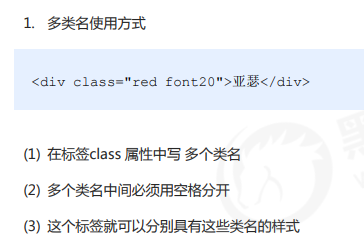 1. 多类名使用方式
<div class="red font20">亚瑟</div>
(1) 在标签class 属性中写 多个类名
(2) 多个类名中间必须用空格分开
(3) 这个标签就可以分别具有这些类名的样式
黑